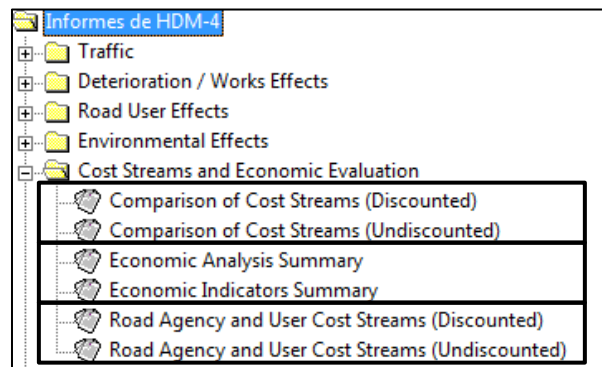 Informes de HDM-4
Traffic
Deterioration / Works Effects
Road User Effects
Environmental Effects
Cost Streams and Economic Evaluation
Comparison of Cost Streams (Discounted)
Comparison of Cost Streams (Undiscounted)
Economic Analysis Summary
Economic Indicators Summary
Road Agency and User Cost Streams (Discounted)
Road Agency and User Cost Streams (Undiscounted)